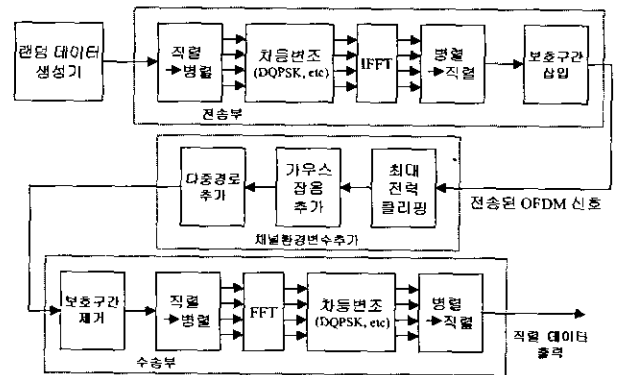 랜덤 데이터
생성기
직렬
→병렬
차등변조
(DQPSK, etc)
IFFT
병렬
→직렬
보호구간
삽입
전송부
다중경로
추가
가우스
잡음
추가
최대
전력
클리핑
전송된 OFDM 신호
채널환경변수추가
보호구간
제거
직렬
→병렬
FFT
차등변조
(DQPSK, etc)
병렬
→직렬
직렬 데이터
출력
수송부